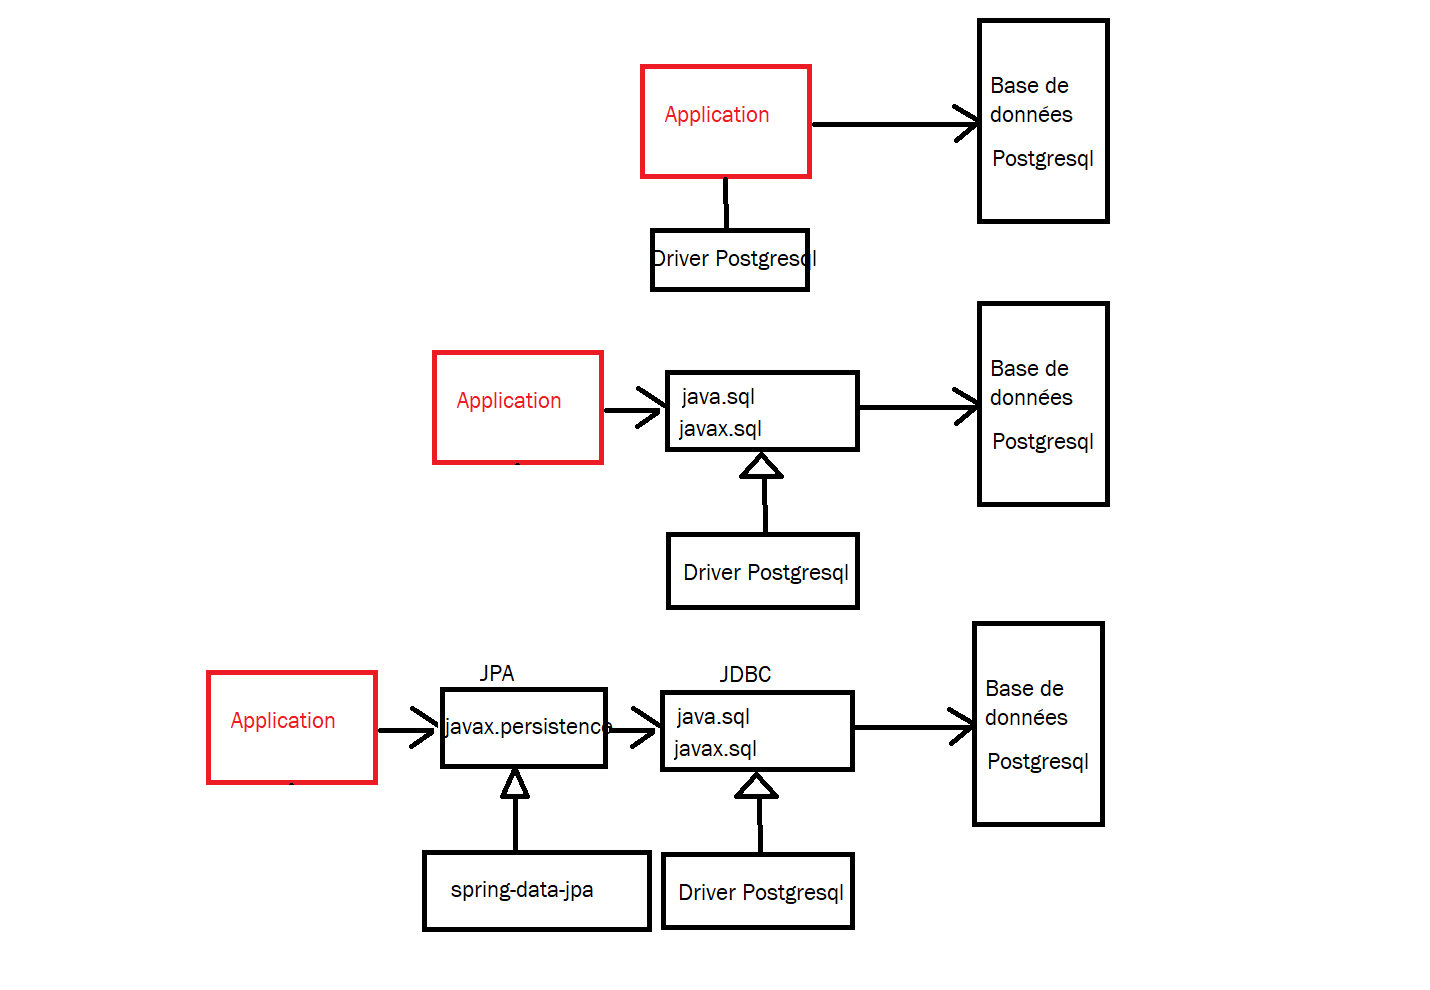 Application
Base de
données
Postgresql
Driver Postgresql
Application
java.sql
javax.sql
Base de
données
Postgresql
Driver Postgresql
JPA
JDBC
Application
javax.persistence
java.sql
javax.sql
Base de
données
Postgresql
spring-data-jpa
Driver Postgresql